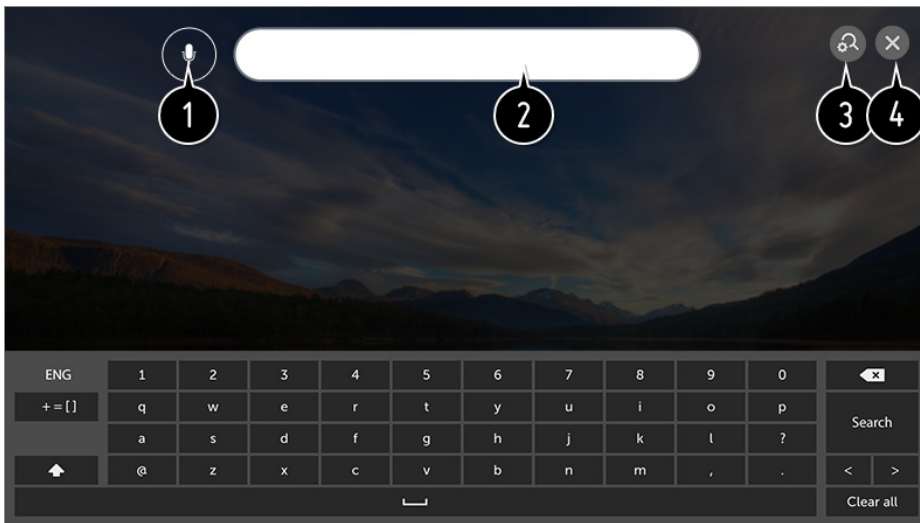 1 2 3 4
ENG 1 2 3 4 5 6 7 8 9 0
+=[] q w e r t y u i o p
Search
a s d f g h j k l ?
@ z x c v b n m , . < >
Clear all